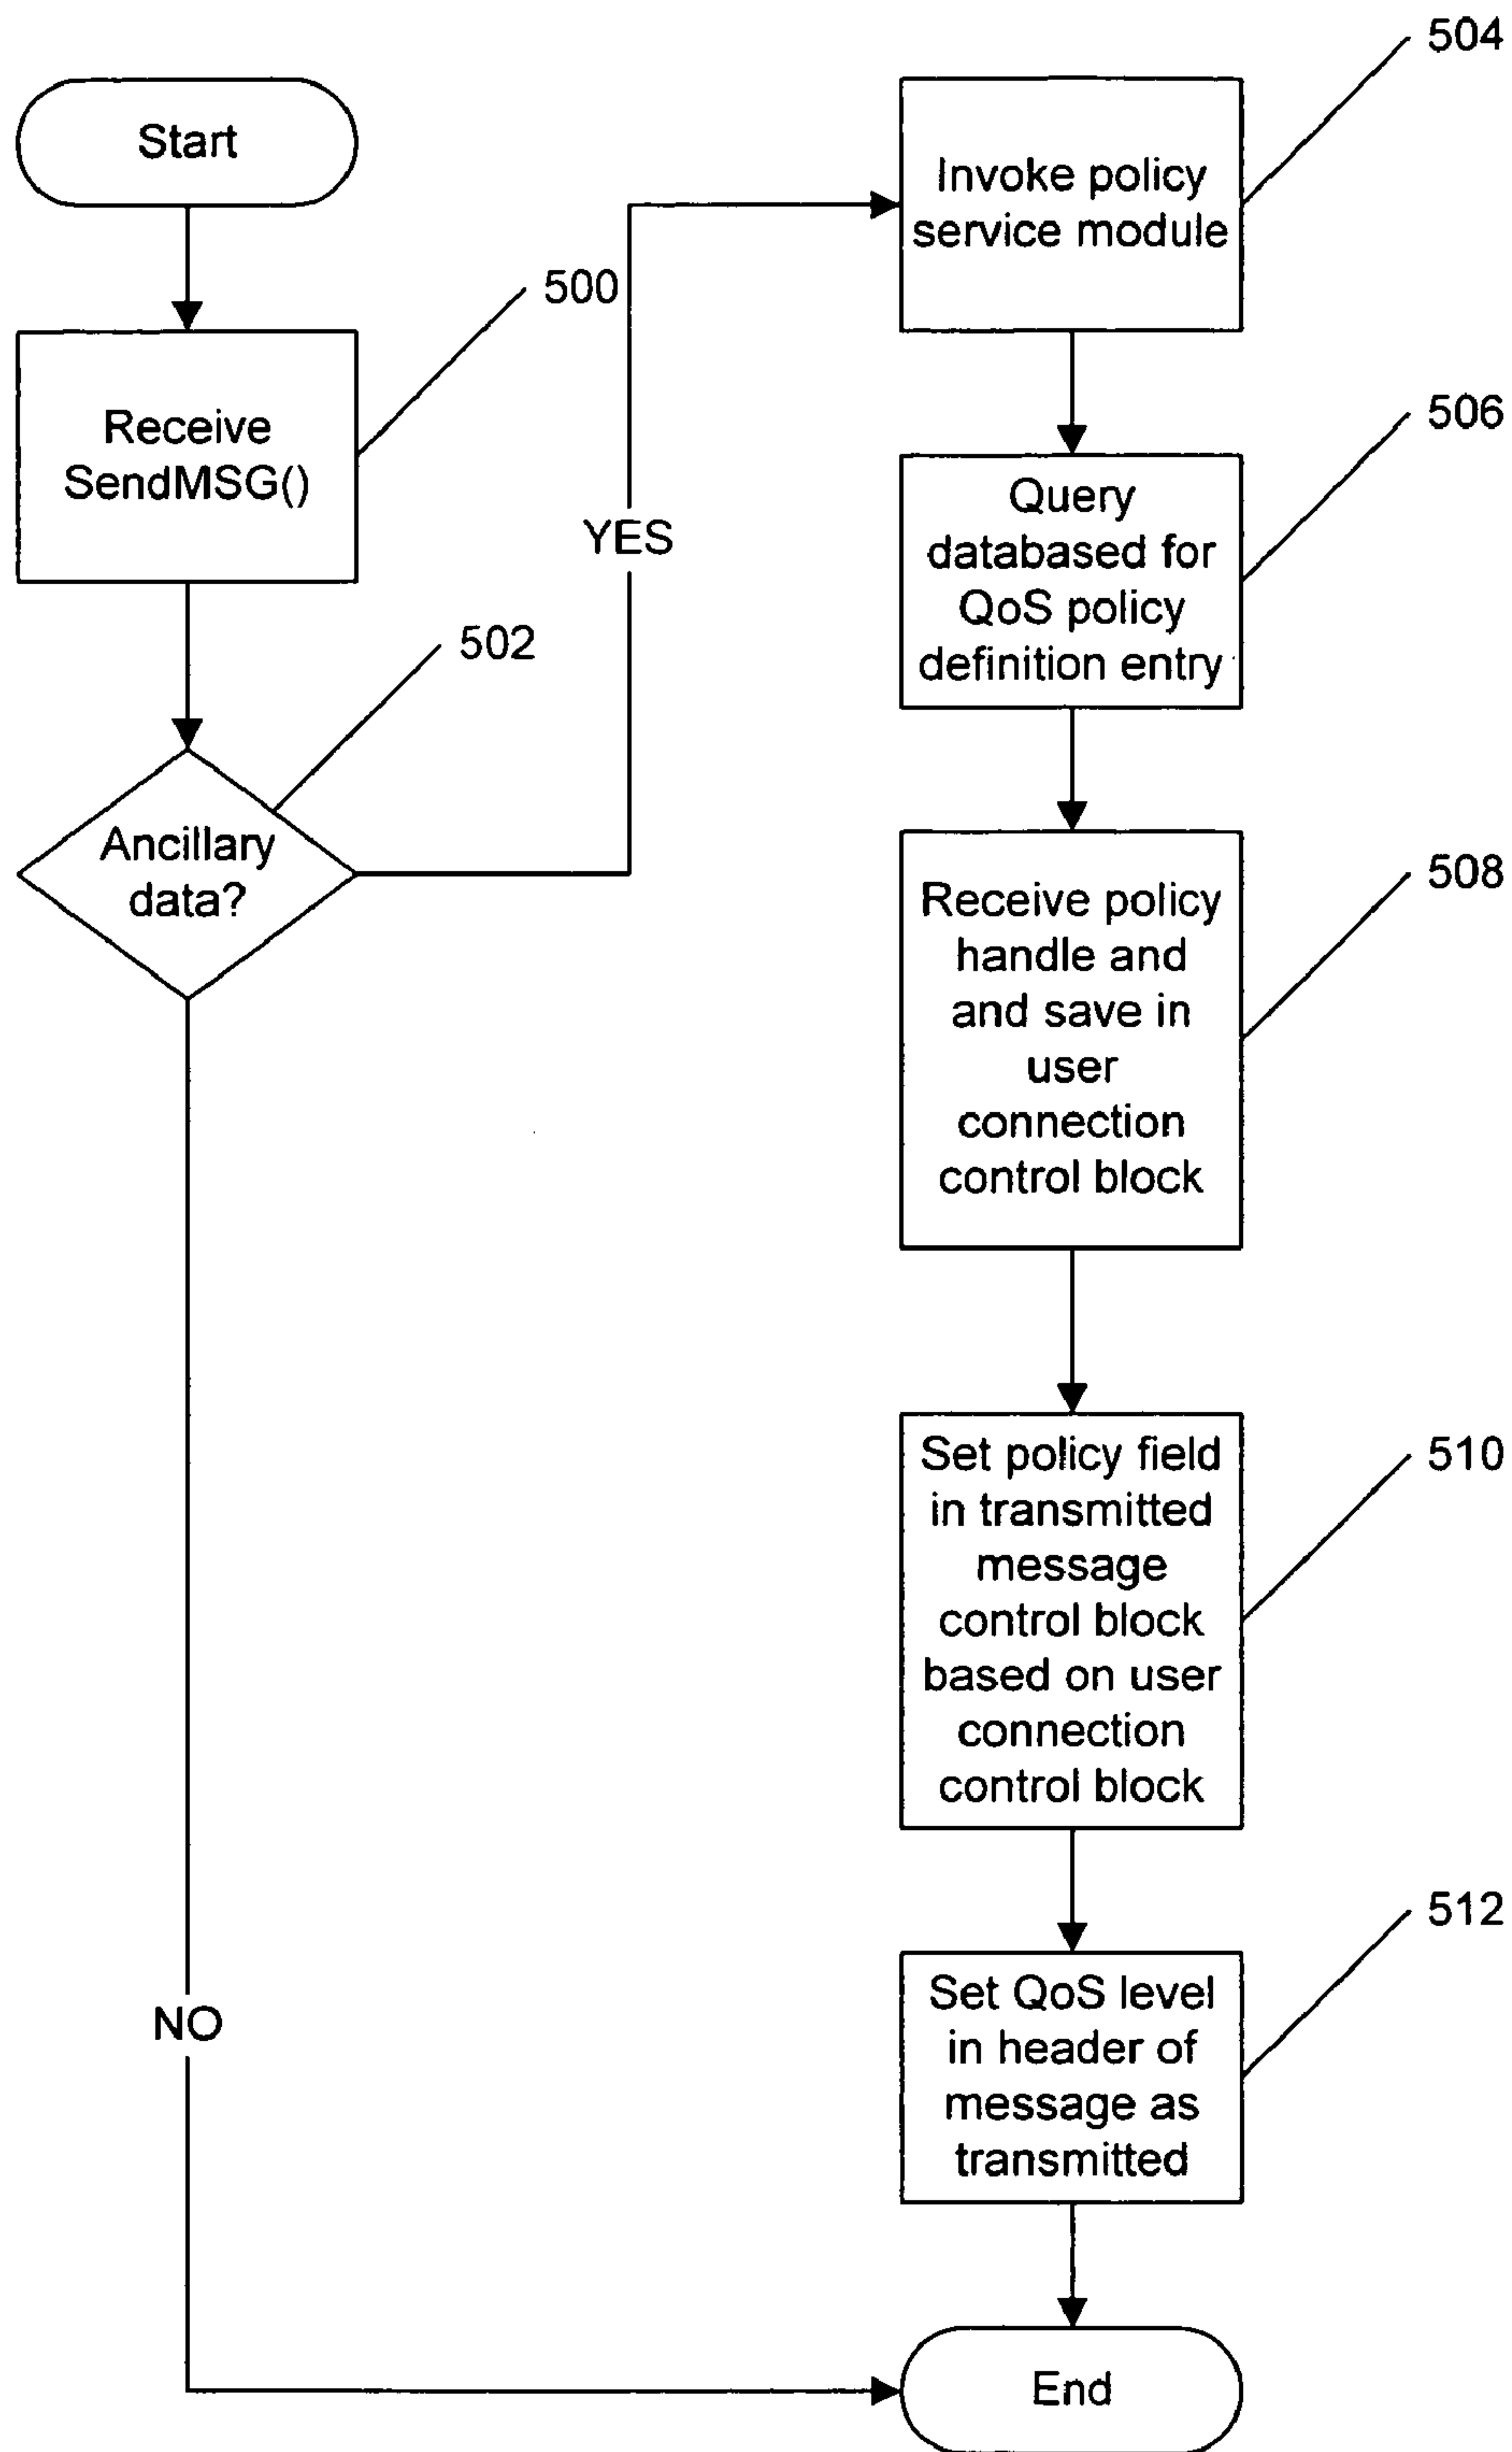 Start
500
Receive
SendMSG()
502
Ancillary
data?
YES
NO
504
Invoke policy
service module
506
Query
databased for
QoS policy
definition entry
508
Receive policy
handle and
and save in
user
connection
control block
510
Set policy field
in transmitted
message
control block
based on user
connection
control block
512
Set QoS level
in header of
message as
transmitted
End